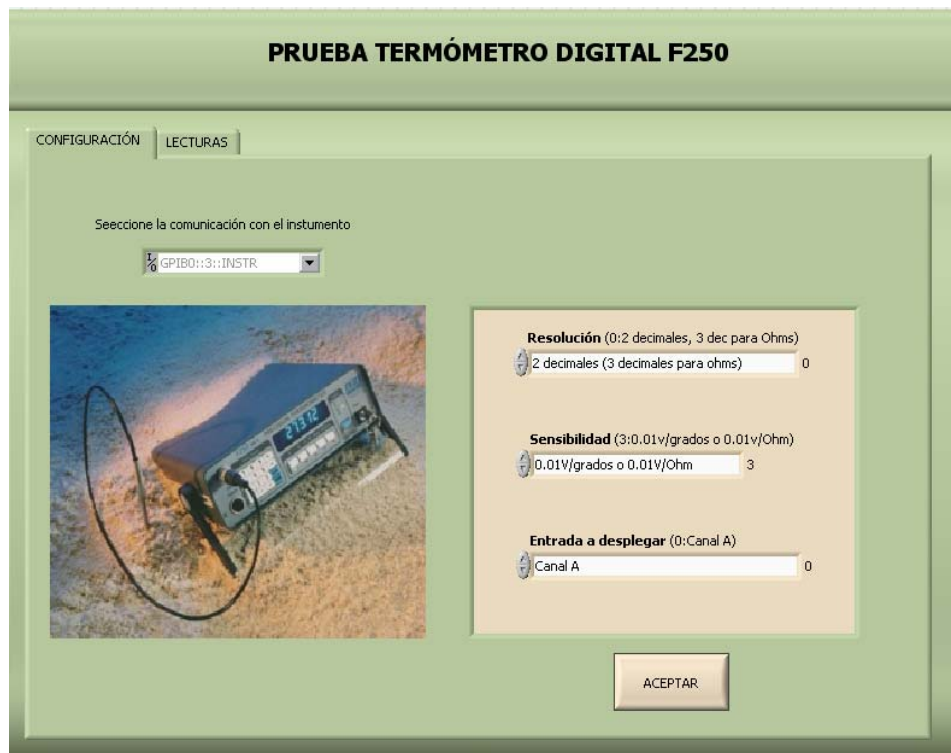 PRUEBA TERMÓMETRO DIGITAL F250
CONFIGURACIÓN
LECTURAS
Seeccione la comunicación con el instumento
I/O GPIB0::3::INSTR
27.372
Resolución (0:2 decimales, 3 dec para Ohms)
2 decimales (3 decimales para ohms) 0
Sensibilidad (3:0.01v/grados o 0.01v/Ohm)
0.01V/grados o 0.01V/Ohm 3
Entrada a desplegar (0:Canal A)
Canal A 0
ACEPTAR